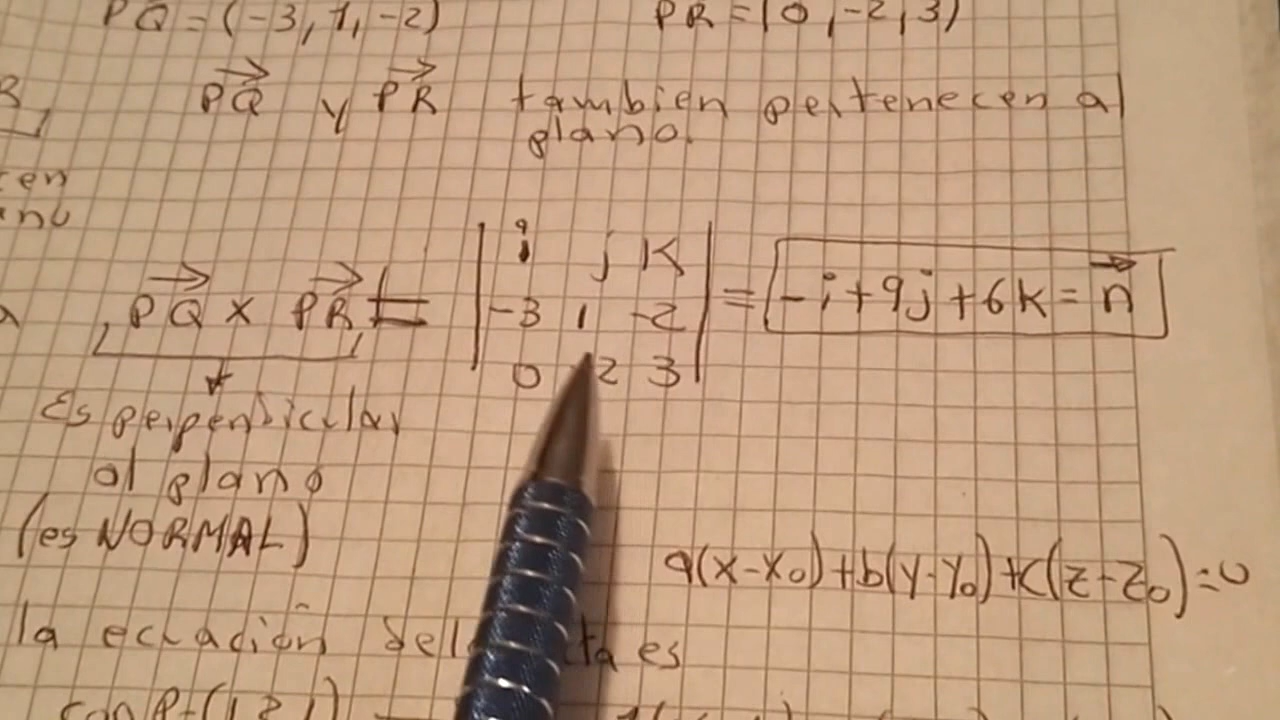 PQ = (-3, 1, -2) PR = (0, -2, 3)
PQ y PR tambien pertenecen al
plano.
PQ x PR =
| i j k |
| -3 1 -2 |
| 0 2 3 |
= -i + 9j + 6k = n
Es perpendicular
al plano
(es NORMAL)
a(x-x₀)+b(y-y₀)+c(z-z₀)=0
la ecuación es